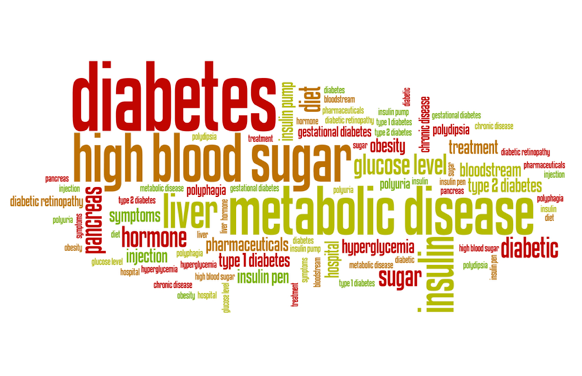 diabetes
high blood sugar
metabolic disease
liver
insulin
insulin pump
diet
hormone
diabetes
bloodstream
pharmaceuticals
diabetic retinopathy
gestational diabetes
sugar
obesity
polydipsia
treatment
insulin pump
type 1 diabetes
type 2 diabetes
diabetic
chronic disease
gestational diabetes
polydipsia
chronic disease
treatment
diabetic retinopathy
glucose level
sugar
bloodstream
pharmaceuticals
injection
polyuria
insulin
insulin pen
pancreas
type 2 diabetes
polyphagia
insulin
diet
pancreas
injection
metabolic disease
polyphagia
gestational diabetes
polyuria
diabetic retinopathy
type 2 diabetes
polyuria
symptoms
pancreas
symptoms
liver
hormone
diet
hormone
liver
obesity
injection
polyphagia
pharmaceuticals
diabetes
insulin pump
hospital
hyperglycemia
high blood sugar
diabetic
glucose level
hospital
hyperglycemia
hyperglycemia
type 1 diabetes
symptoms
bloodstream
metabolic disease
diabetic
polydipsia
insulin pen
high blood sugar
insulin pen
sugar
chronic disease
type 1 diabetes
obesity
hospital
glucose level
treatment